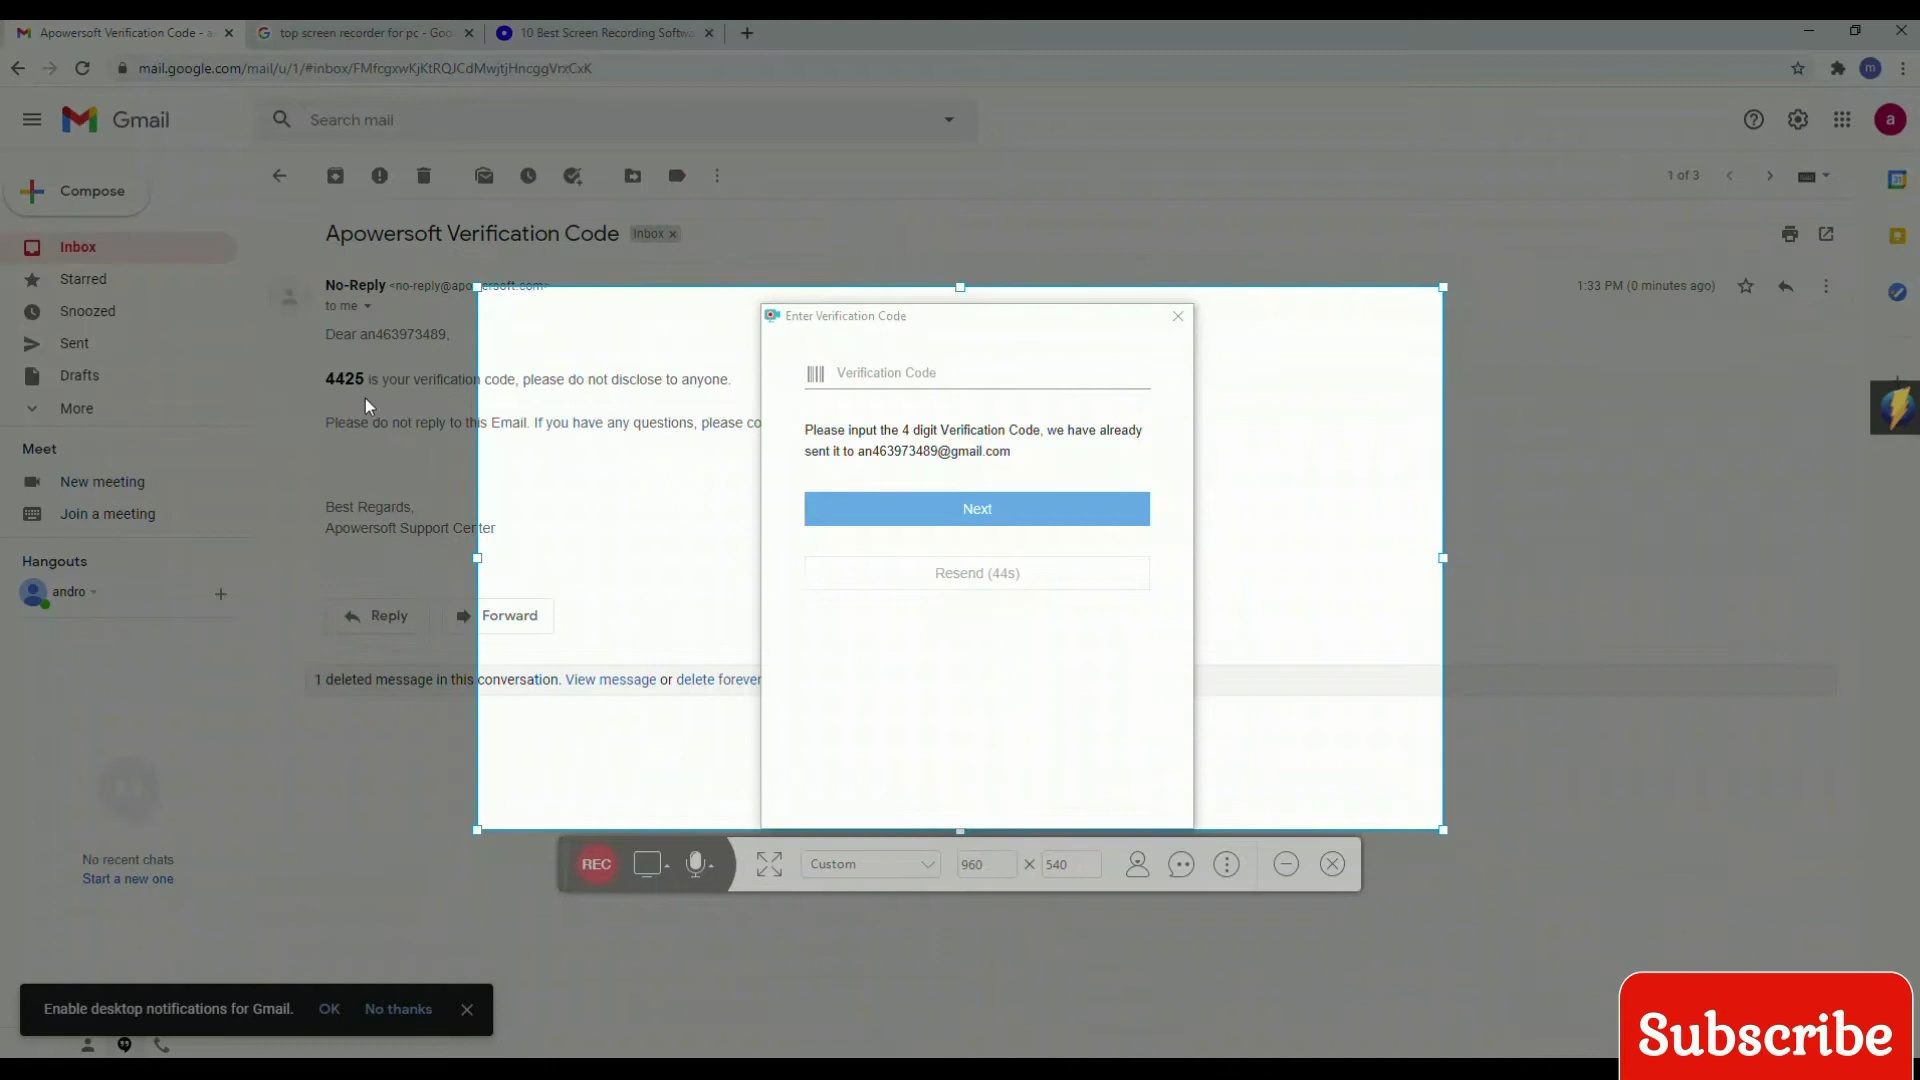 Apowersoft Verification Code - a
top screen recorder for pc - Goo
10 Best Screen Recording Softwa
mail.google.com/mail/u/1/#inbox/FMfcgxwKjKtRQJCdMwjtjHncggVrxCxK
m
Gmail
Search mail
a
Compose
1 of 3
Inbox
Starred
Snoozed
Sent
Drafts
More
Meet
New meeting
Join a meeting
Hangouts
andro
No recent chats
Start a new one
Apowersoft Verification Code
Inbox x
No-Reply <no-reply@apowersoft.com>
1:33 PM (0 minutes ago)
to me
Dear an463973489,
4425 is your verification code, please do not disclose to anyone.
Please do not reply to this Email. If you have any questions, please co
Best Regards,
Apowersoft Support Center
Reply
Forward
1 deleted message in this conversation. View message or delete forever
Enter Verification Code
Verification Code
Please input the 4 digit Verification Code, we have already
sent it to an463973489@gmail.com
Next
Resend (44s)
REC
Custom
960 X 540
Enable desktop notifications for Gmail. OK No thanks
Subscribe